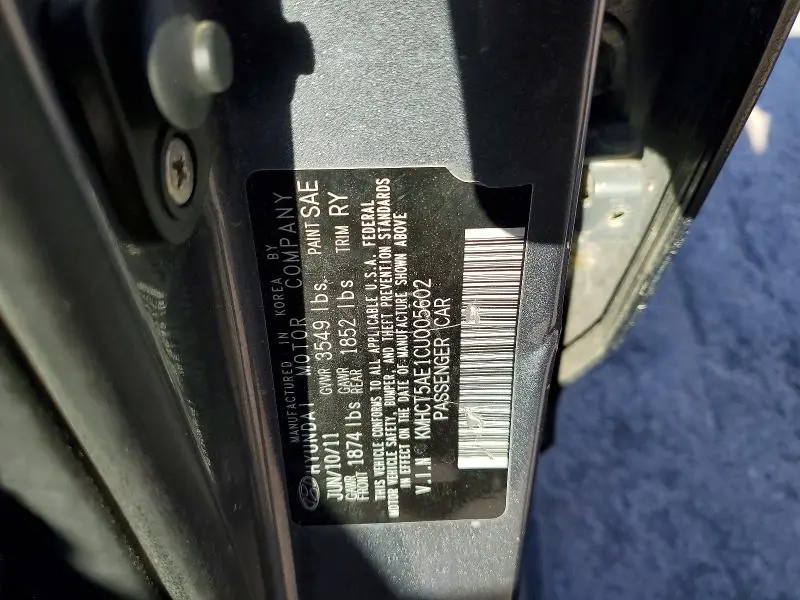 MANUFACTURED IN KOREA BY
HYUNDAI MOTOR COMPANY
JUN/10/11 GVWR 3549 lbs. PAINT SAE
GAWR FRONT 1874 lbs GAWR REAR 1852 lbs TRIM RY
THIS VEHICLE CONFORMS TO ALL APPLICABLE U.S.A. FEDERAL
MOTOR VEHICLE SAFETY, BUMPER, AND THEFT PREVENTION STANDARDS
IN EFFECT ON THE DATE OF MANUFACTURE SHOWN ABOVE
V.I.N KMHCT5AE1CU005602
PASSENGER CAR